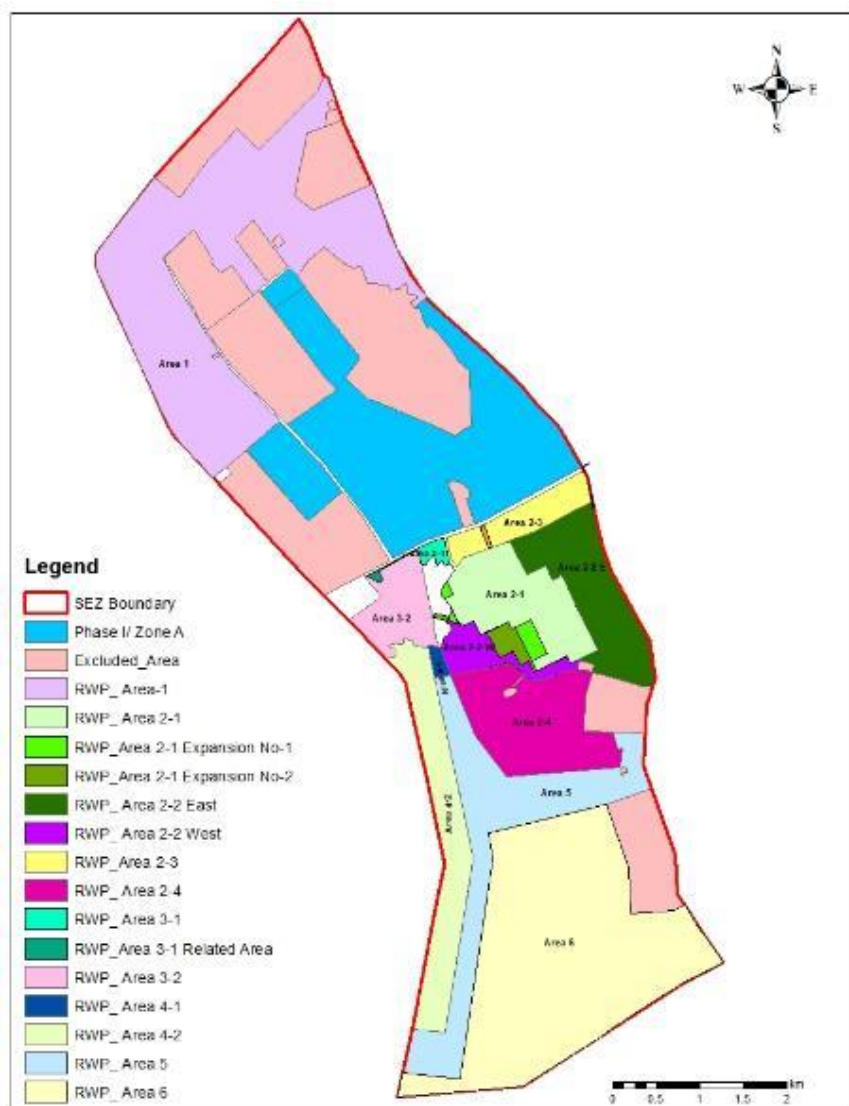 N
W E
S
Area 1
Area 2-3
Area 2-2 E
Area 2-1
Area 3-2
Area 2-4
Area 5
Area 4-2
Area 6
Legend
SEZ Boundary
Phase I/ Zone A
Excluded_Area
RWP_ Area-1
RWP_ Area 2-1
RWP_Area 2-1 Expansion No-1
RWP_Area 2-1 Expansion No-2
RWP_ Area 2-2 East
RWP_ Area 2-2 West
RWP_Area 2-3
RWP_ Area 2-4
RWP_ Area 3-1
RWP_Area 3-1 Related Area
RWP_ Area 3-2
RWP_ Area 4-1
RWP_ Area 4-2
RWP_ Area 5
RWP_ Area 6
km
0 0.5 1 1.5 2